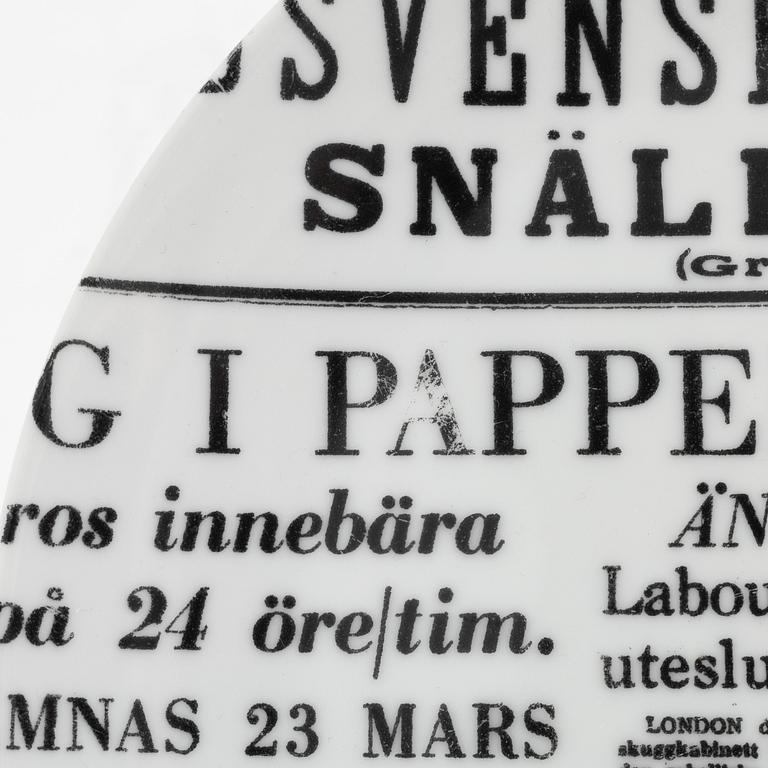 SVENS
SNÄL
(Gr
G I PAPPE
ros innebära
på 24 öre/tim.
MNAS 23 MARS
ÄN
Labou
uteslu
LONDON d
skuggkabinett